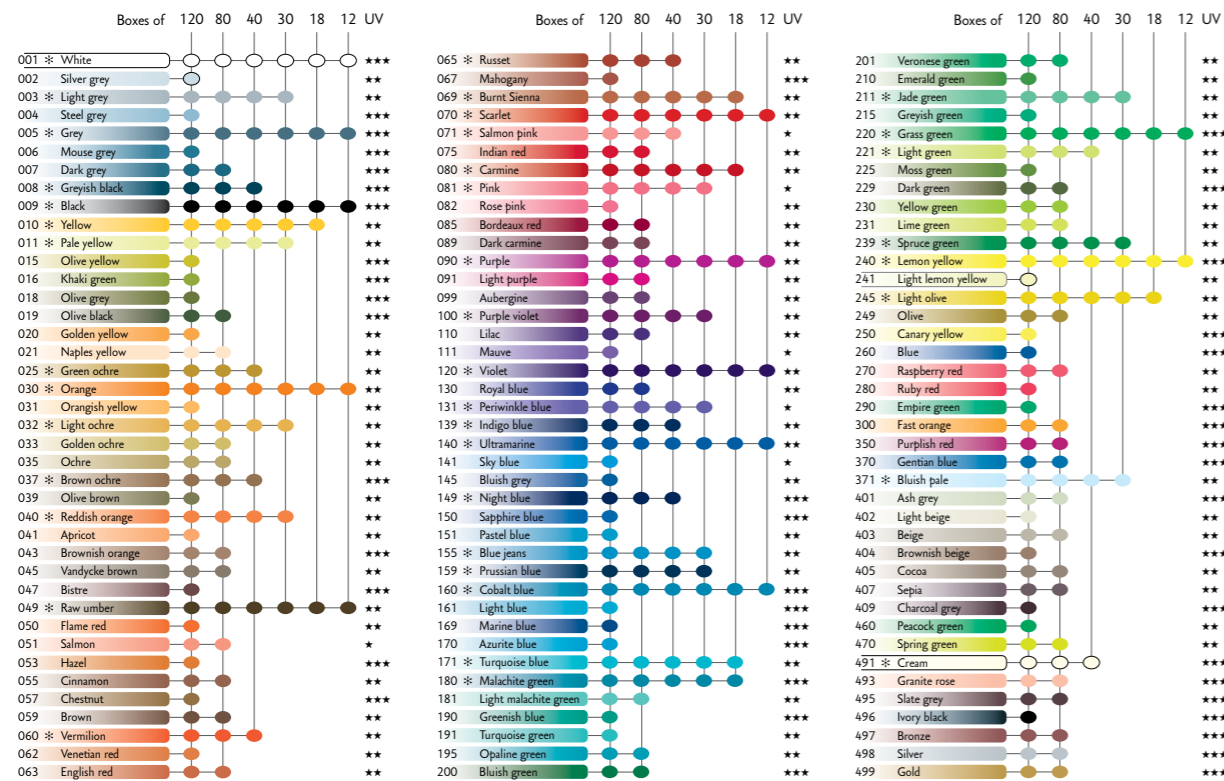 Boxes of 120 80 40 30 18 12 UV
001 * White
002 Silver grey
003 * Light grey
004 Steel grey
005 * Grey
006 Mouse grey
007 Dark grey
008 * Greyish black
009 * Black
010 * Yellow
011 * Pale yellow
015 Olive yellow
016 Khaki green
018 Olive grey
019 Olive black
020 Golden yellow
021 Naples yellow
025 * Green ochre
030 * Orange
031 Orangish yellow
032 * Light ochre
033 Golden ochre
035 Ochre
037 * Brown ochre
039 Olive brown
040 * Reddish orange
041 Apricot
043 Brownish orange
045 Vandycke brown
047 Bistre
049 * Raw umber
050 Flame red
051 Salmon
053 Hazel
055 Cinnamon
057 Chestnut
059 Brown
060 * Vermilion
062 Venetian red
063 English red
Boxes of 120 80 40 30 18 12 UV
065 * Russet
067 Mahogany
069 * Burnt Sienna
070 * Scarlet
071 * Salmon pink
075 Indian red
080 * Carmine
081 * Pink
082 Rose pink
085 Bordeaux red
089 Dark carmine
090 * Purple
091 Light purple
099 Aubergine
100 * Purple violet
110 Lilac
111 Mauve
120 * Violet
130 Royal blue
131 * Periwinkle blue
139 * Indigo blue
140 * Ultramarine
141 Sky blue
145 Bluish grey
149 * Night blue
150 Sapphire blue
151 Pastel blue
155 * Blue jeans
159 * Prussian blue
160 * Cobalt blue
161 Light blue
169 Marine blue
170 Azurite blue
171 * Turquoise blue
180 * Malachite green
181 Light malachite green
190 Greenish blue
191 Turquoise green
195 Opaline green
200 Bluish green
Boxes of 120 80 40 30 18 12 UV
201 Veronese green
210 Emerald green
211 * Jade green
215 Greyish green
220 * Grass green
221 * Light green
225 Moss green
229 Dark green
230 Yellow green
231 Lime green
239 * Spruce green
240 * Lemon yellow
241 Light lemon yellow
245 * Light olive
249 Olive
250 Canary yellow
260 Blue
270 Raspberry red
280 Ruby red
290 Empire green
300 Fast orange
350 Purplish red
370 Gentian blue
371 * Bluish pale
401 Ash grey
402 Light beige
403 Beige
404 Brownish beige
405 Cocoa
407 Sepia
409 Charcoal grey
460 Peacock green
470 Spring green
491 * Cream
493 Granite rose
495 Slate grey
496 Ivory black
497 Bronze
498 Silver
499 Gold